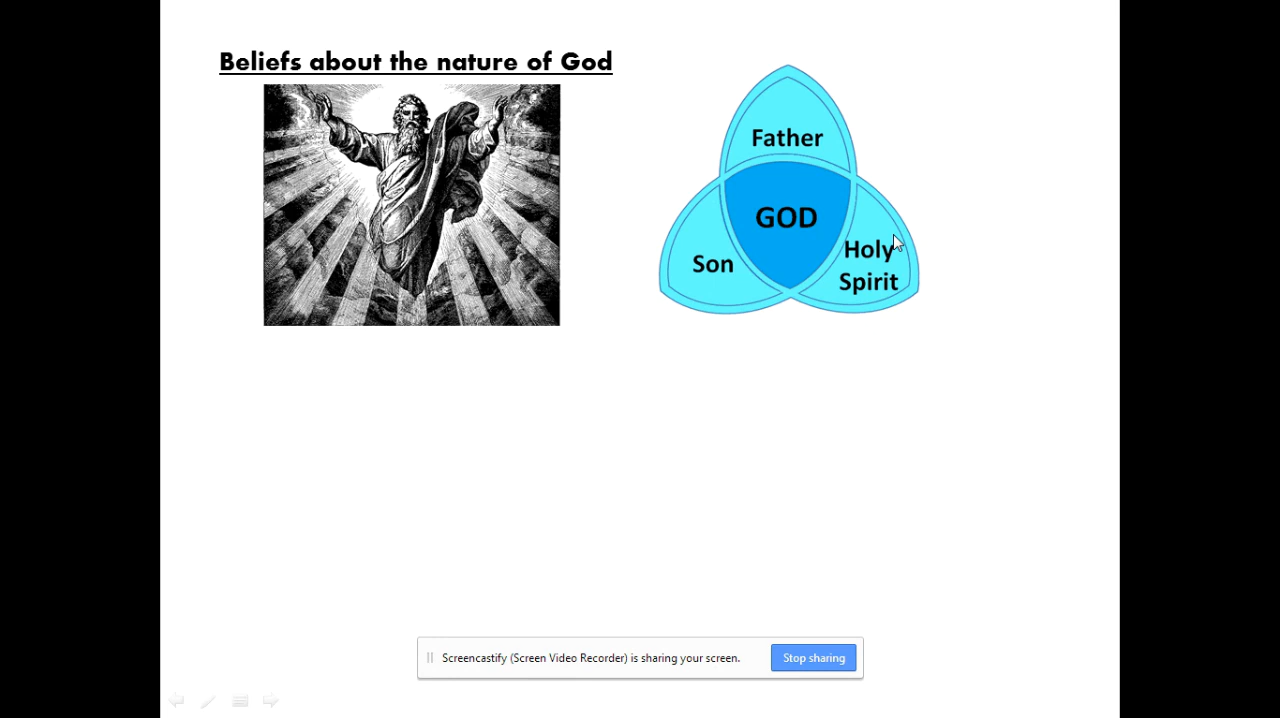 Beliefs about the nature of God
Father
GOD
Son
Holy
Spirit
Screencastify (Screen Video Recorder) is sharing your screen.
Stop sharing